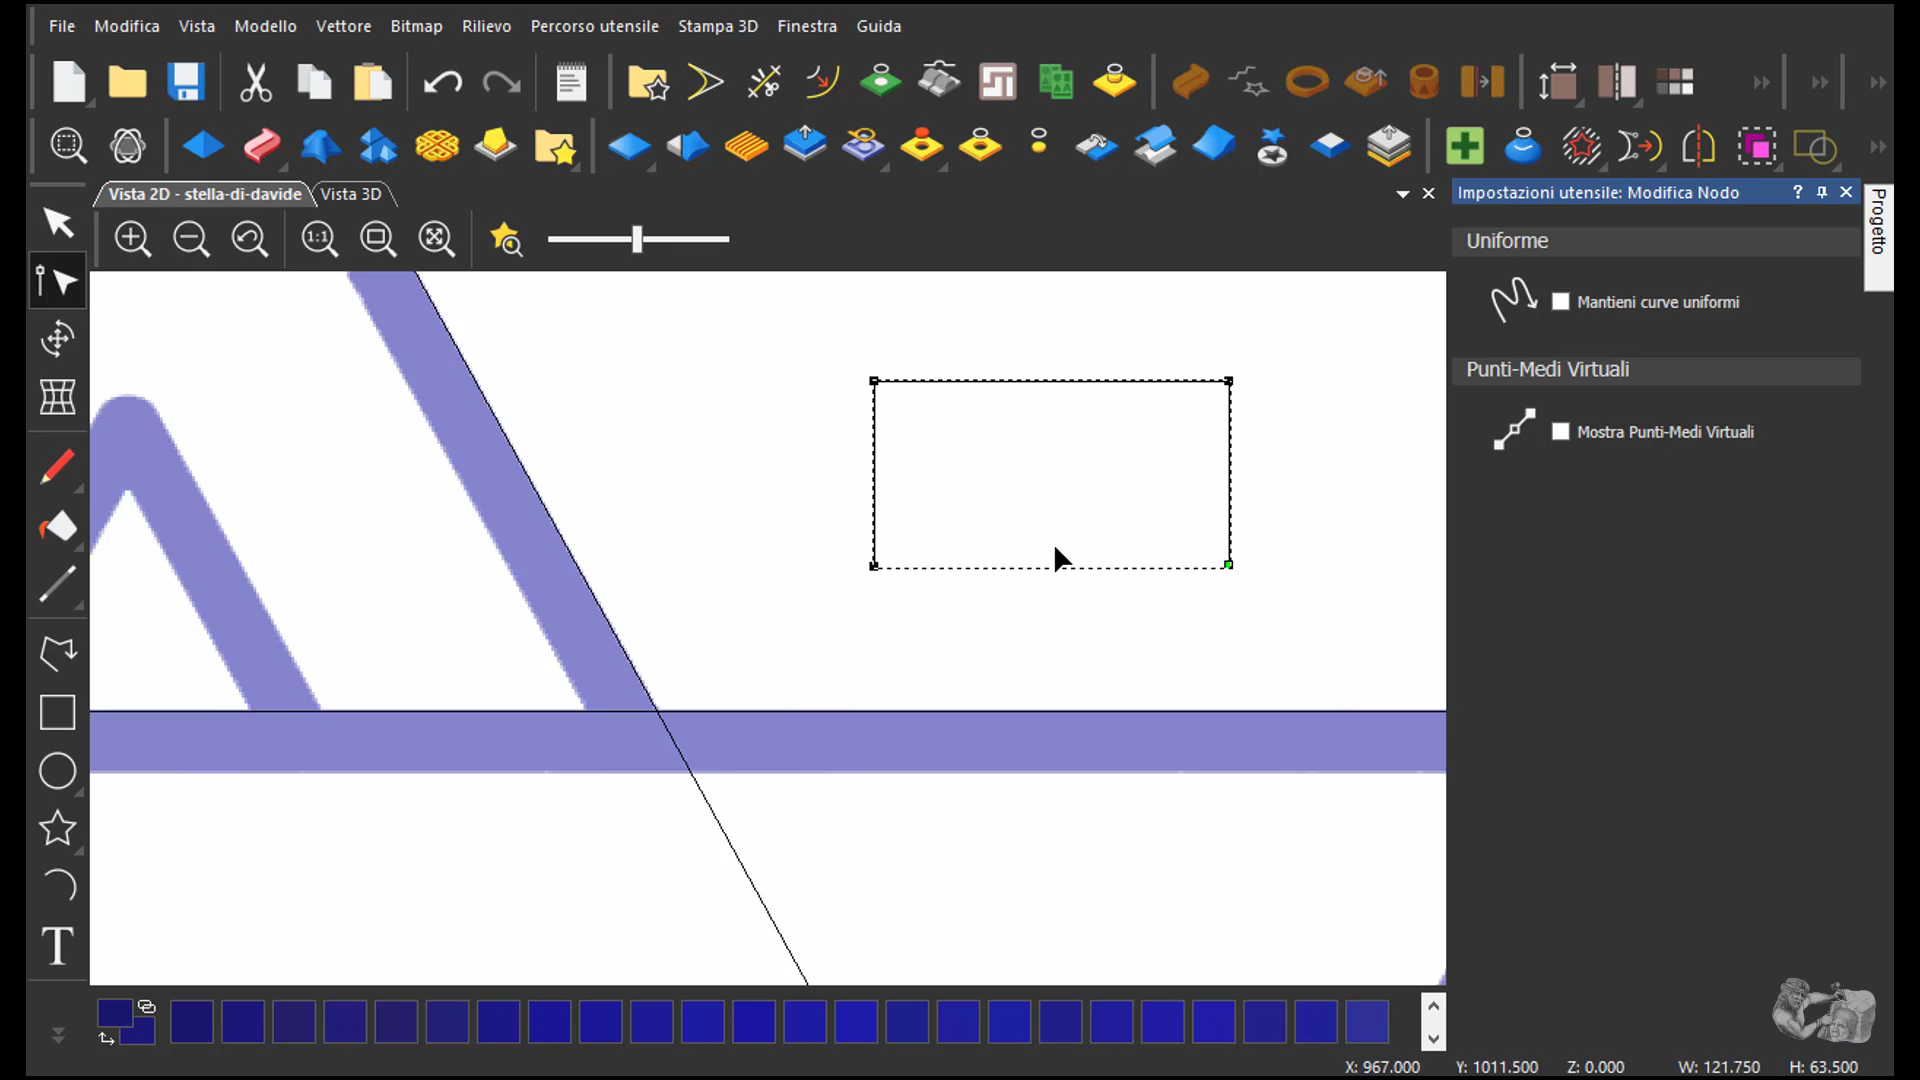 File Modifica Vista Modello Vettore Bitmap Rilievo Percorso utensile Stampa 3D Finestra Guida
Vista 2D - stella-di-davide Vista 3D
Impostazioni utensile: Modifica Nodo ?
Progetto
1:1
Uniforme
Mantieni curve uniformi
Punti-Medi Virtuali
Mostra Punti-Medi Virtuali
T
X: 967.000 Y: 1011.500 Z: 0.000 W: 121.750 H: 63.500